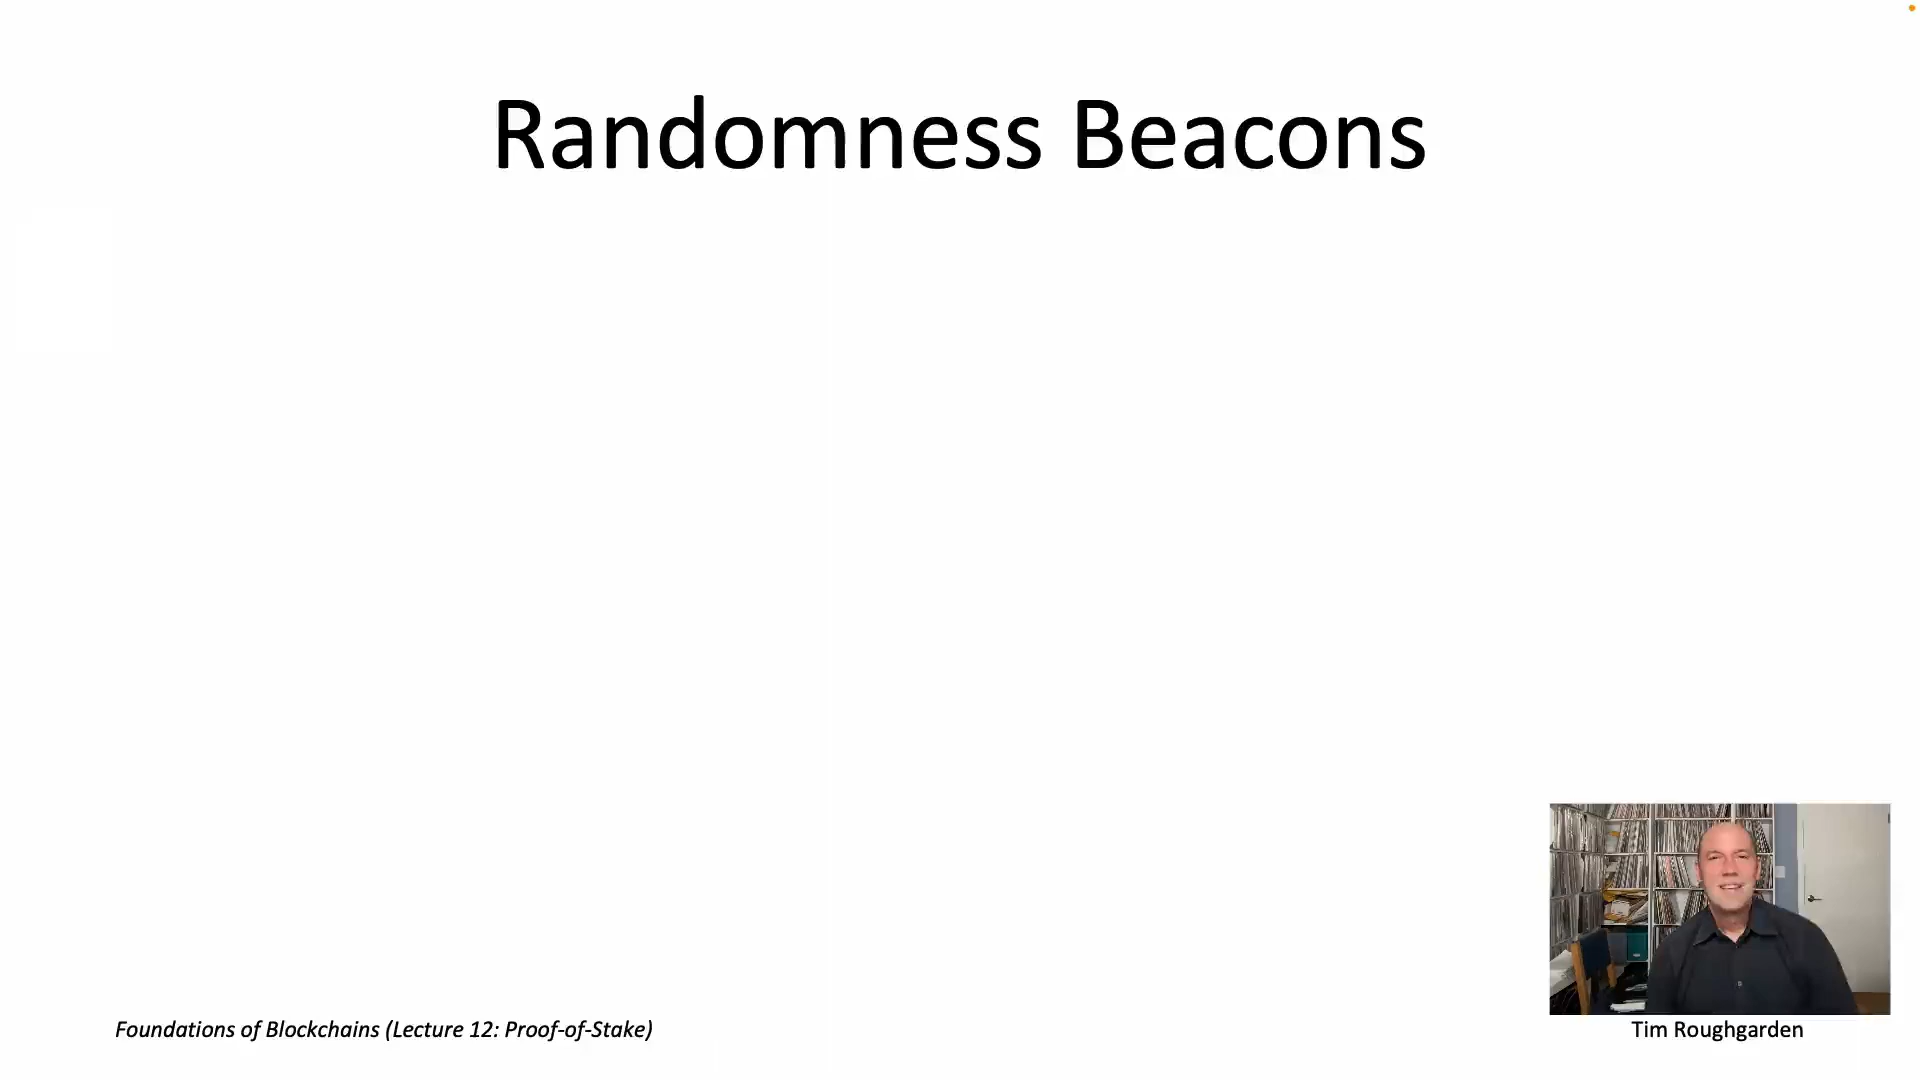 Randomness Beacons
Foundations of Blockchains (Lecture 12: Proof-of-Stake)
Tim Roughgarden